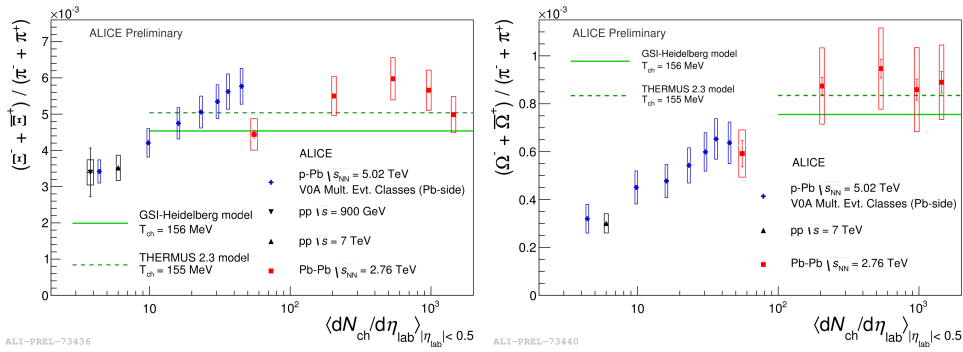 ×10⁻³
ALICE Preliminary
(Ξ⁻ + Ξ̅⁺) / (π⁻ + π⁺)
7
6
5
4
3
2
1
0
ALICE
p-Pb √sNN = 5.02 TeV
V0A Mult. Evt. Classes (Pb-side)
pp √s = 900 GeV
pp √s = 7 TeV
Pb-Pb √sNN = 2.76 TeV
GSI-Heidelberg model
Tch = 156 MeV
THERMUS 2.3 model
Tch = 155 MeV
10
10²
10³
⟨dNch/dηlab⟩|ηlab| < 0.5
ALI-PREL-73436
×10⁻³
ALICE Preliminary
(Ω⁻ + Ω̅⁺) / (π⁻ + π⁺)
1
0.8
0.6
0.4
0.2
0
GSI-Heidelberg model
Tch = 156 MeV
THERMUS 2.3 model
Tch = 155 MeV
ALICE
p-Pb √sNN = 5.02 TeV
V0A Mult. Evt. Classes (Pb-side)
pp √s = 7 TeV
Pb-Pb √sNN = 2.76 TeV
10
10²
10³
⟨dNch/dηlab⟩|ηlab| < 0.5
ALI-PREL-73440